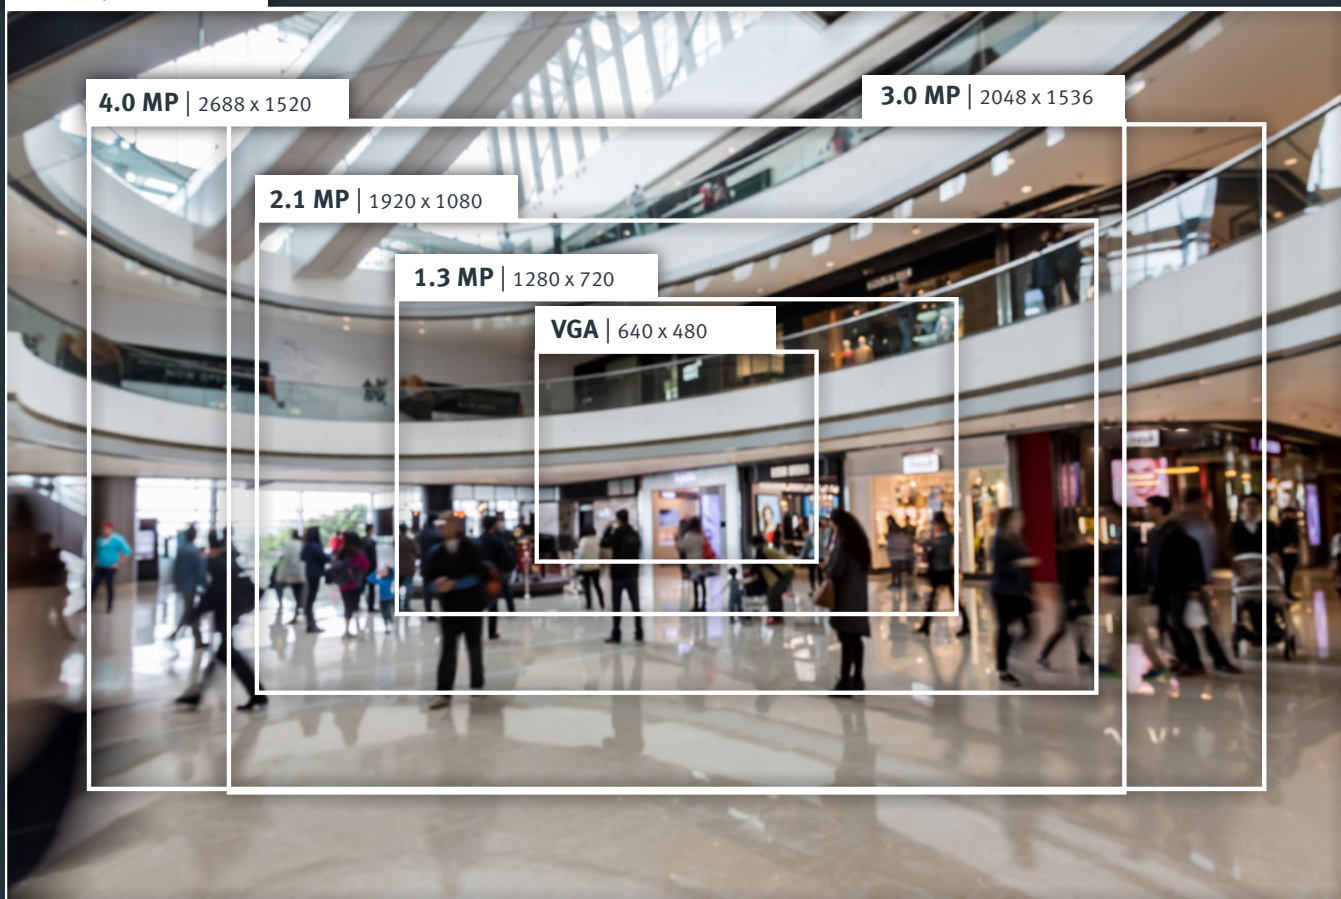 4.0 MP | 2688 x 1520
3.0 MP | 2048 x 1536
2.1 MP | 1920 x 1080
1.3 MP | 1280 x 720
VGA | 640 x 480